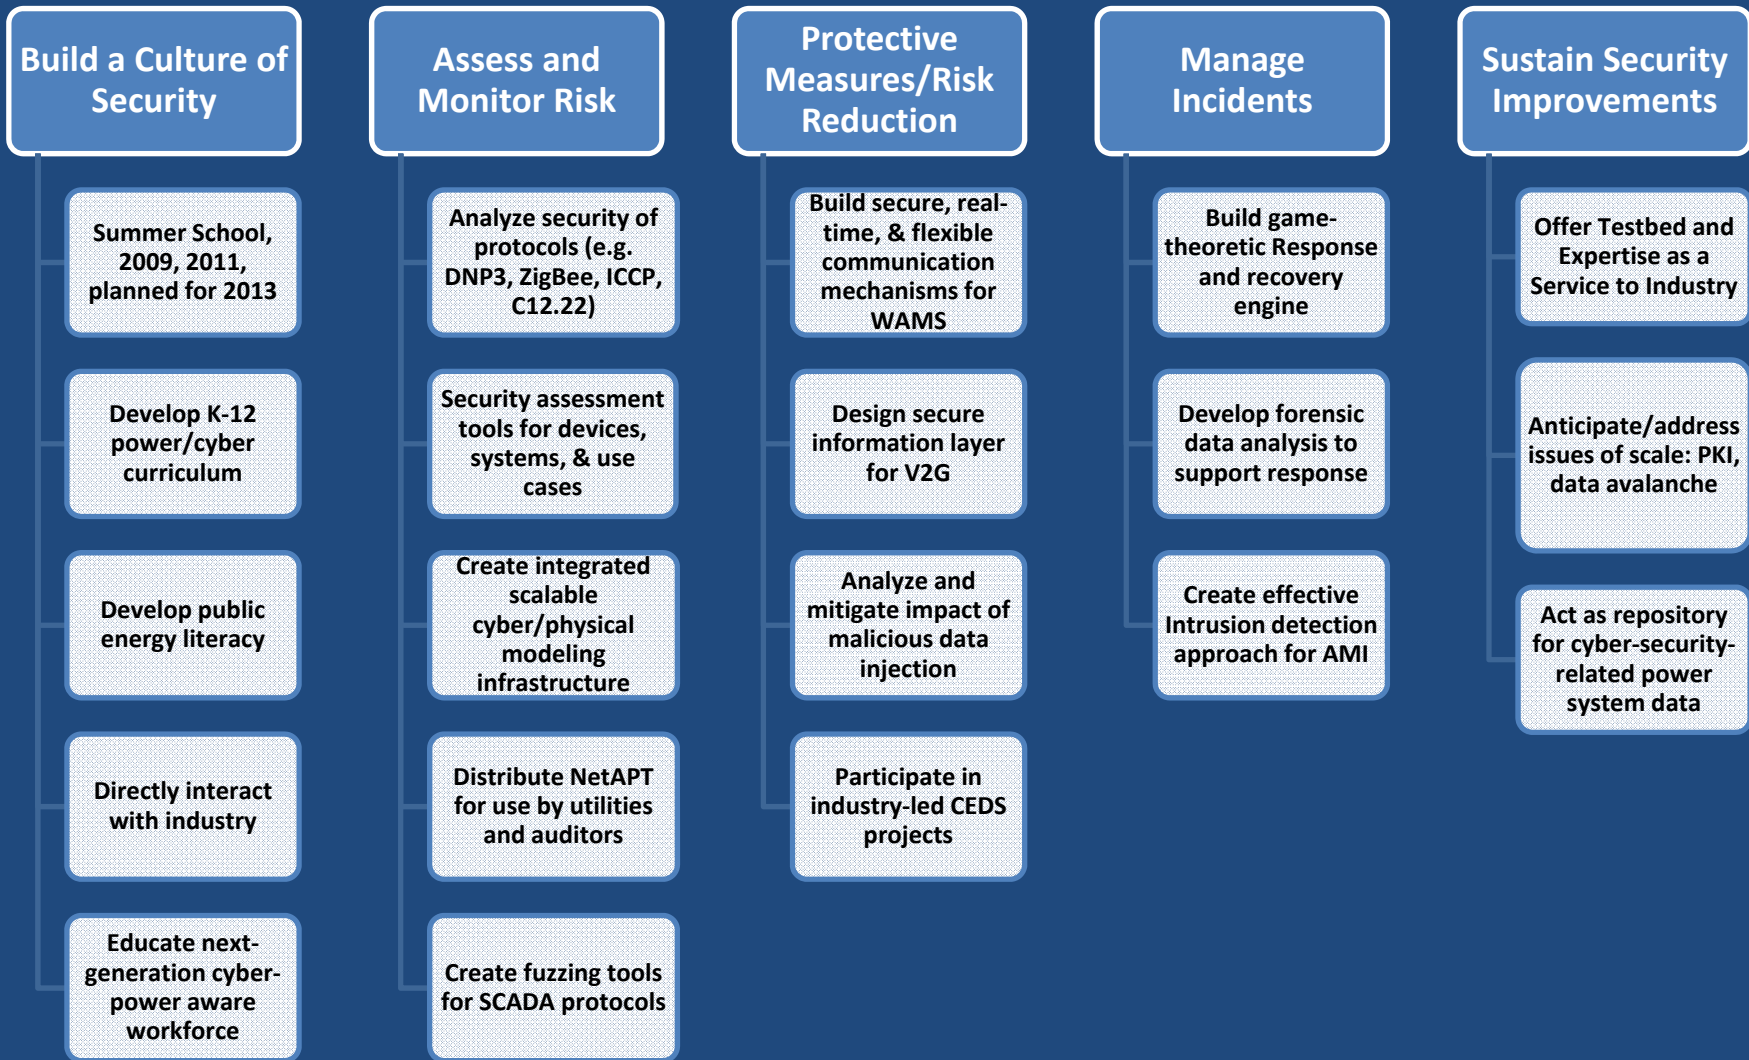 Build a Culture of
Security
Summer School,
2009, 2011,
planned for 2013
Develop K-12
power/cyber
curriculum
Develop public
energy literacy
Directly interact
with industry
Educate next-
generation cyber-
power aware
workforce
Assess and
Monitor Risk
Analyze security of
protocols (e.g.
DNP3, ZigBee, ICCP,
C12.22)
Security assessment
tools for devices,
systems, & use
cases
Create integrated
scalable
cyber/physical
modeling
infrastructure
Distribute NetAPT
for use by utilities
and auditors
Create fuzzing tools
for SCADA protocols
Protective
Measures/Risk
Reduction
Build secure, real-
time, & flexible
communication
mechanisms for
WAMS
Design secure
information layer
for V2G
Analyze and
mitigate impact of
malicious data
injection
Participate in
industry-led CEDS
projects
Manage
Incidents
Build game-
theoretic Response
and recovery
engine
Develop forensic
data analysis to
support response
Create effective
Intrusion detection
approach for AMI
Sustain Security
Improvements
Offer Testbed and
Expertise as a
Service to Industry
Anticipate/address
issues of scale: PKI,
data avalanche
Act as repository
for cyber-security-
related power
system data